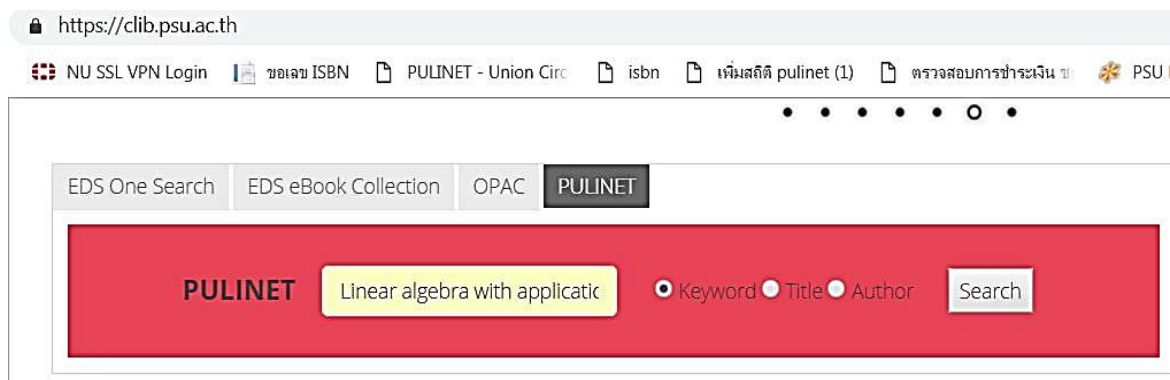 https://clib.psu.ac.th
NU SSL VPN Login ขอเลข ISBN PULINET - Union Circ isbn เพิ่มสถิติ pulinet (1) ตรวจสอบการชำระเงิน PSU
EDS One Search EDS eBook Collection OPAC PULINET
PULINET Linear algebra with applicatic Keyword Title Author Search